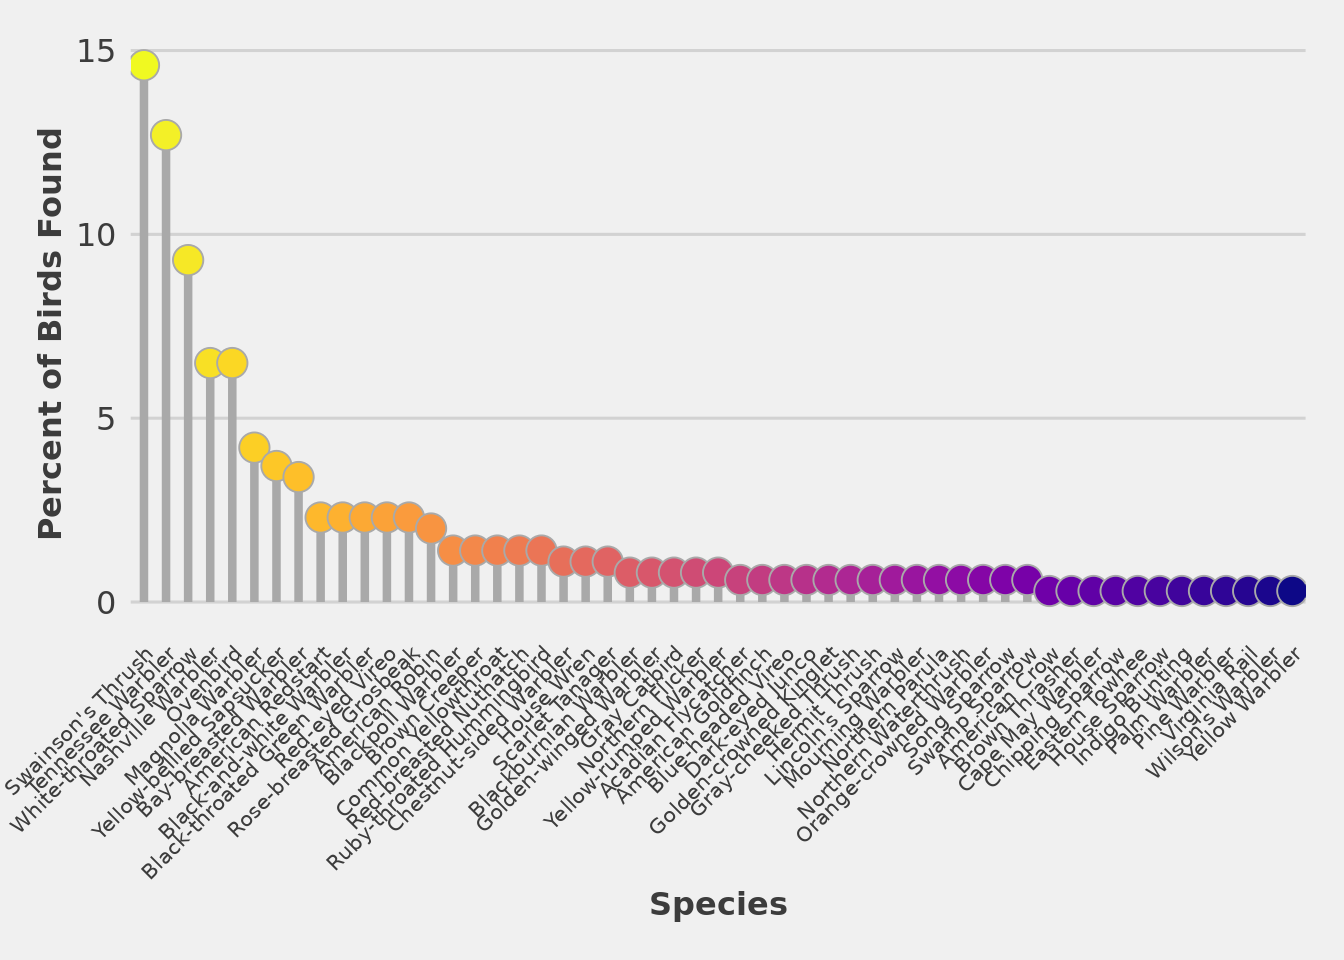 15
10
5
0
Percent of Birds Found
Swainson's Thrush
Tennessee Warbler
White-throated Sparrow
Nashville Warbler
Ovenbird
Magnolia Warbler
Yellow-bellied Sapsucker
Bay-breasted Warbler
American Redstart
Black-and-white Warbler
Black-throated Green Warbler
Red-eyed Vireo
Rose-breasted Grosbeak
American Robin
Blackpoll Warbler
Brown Creeper
Common Yellowthroat
Red-breasted Nuthatch
Ruby-throated Hummingbird
Chestnut-sided Warbler
House Wren
Scarlet Tanager
Blackburnian Warbler
Golden-winged Warbler
Gray Catbird
Northern Flicker
Yellow-rumped Warbler
Acadian Flycatcher
American Goldfinch
Blue-headed Vireo
Dark-eyed Junco
Golden-crowned Kinglet
Gray-cheeked Thrush
Hermit Thrush
Lincoln's Sparrow
Mourning Warbler
Northern Parula
Northern Waterthrush
Orange-crowned Warbler
Song Sparrow
Swamp Sparrow
American Crow
Brown Thrasher
Cape May Warbler
Chipping Sparrow
Eastern Towhee
House Sparrow
Indigo Bunting
Palm Warbler
Pine Warbler
Virginia Rail
Wilson's Warbler
Yellow Warbler
Species